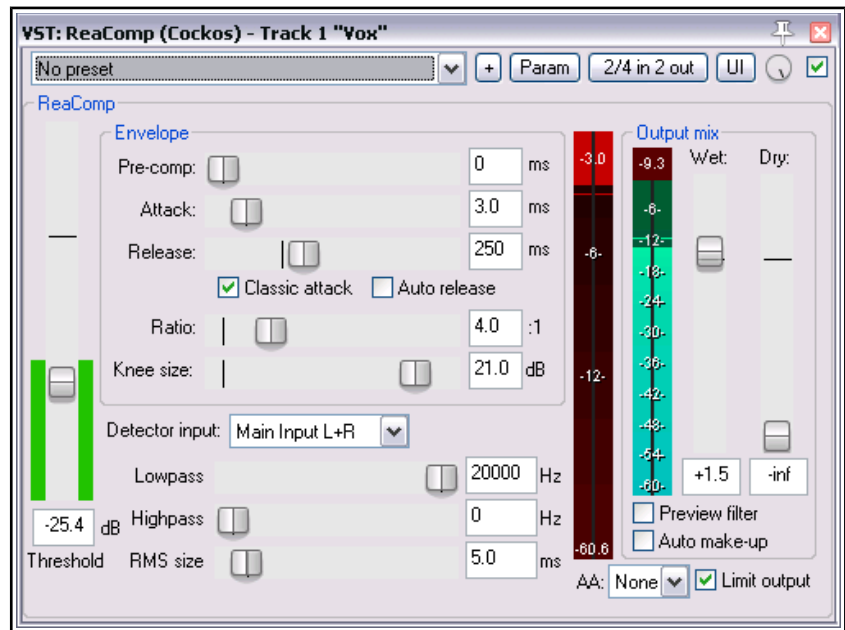 VST: ReaComp (Cockos) - Track 1 "Vox"
No preset
+
Param
2/4 in 2 out
UI
ReaComp
Envelope
Pre-comp: 0 ms
Attack: 3.0 ms
Release: 250 ms
Classic attack
Auto release
Ratio: 4.0 :1
Knee size: 21.0 dB
Detector input: Main Input L+R
Lowpass 20000 Hz
Highpass 0 Hz
RMS size 5.0 ms
-25.4 dB
Threshold
-3.0
-6-
-12-
-60.6
Output mix
Wet: Dry:
-9.3
-6-
-12-
-18-
-24-
-30-
-36-
-42-
-48-
-54-
-60-
+1.5 -inf
Preview filter
Auto make-up
AA: None
Limit output